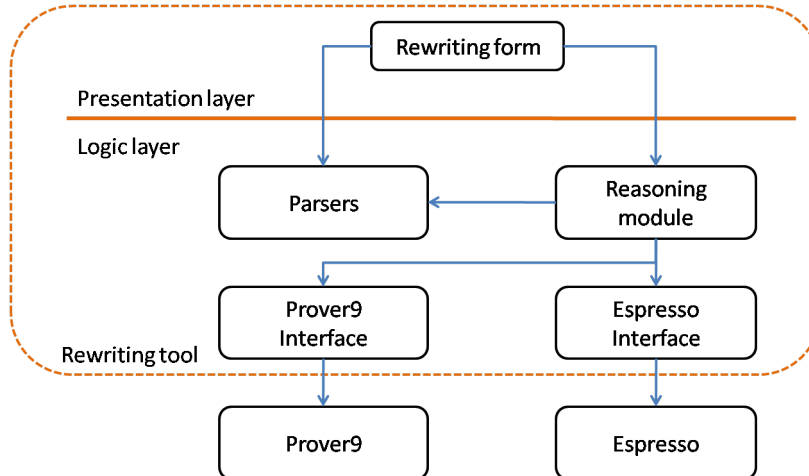 Rewriting form
Presentation layer
Logic layer
Parsers
Reasoning
module
Prover9
Interface
Espresso
Interface
Rewriting tool
Prover9
Espresso